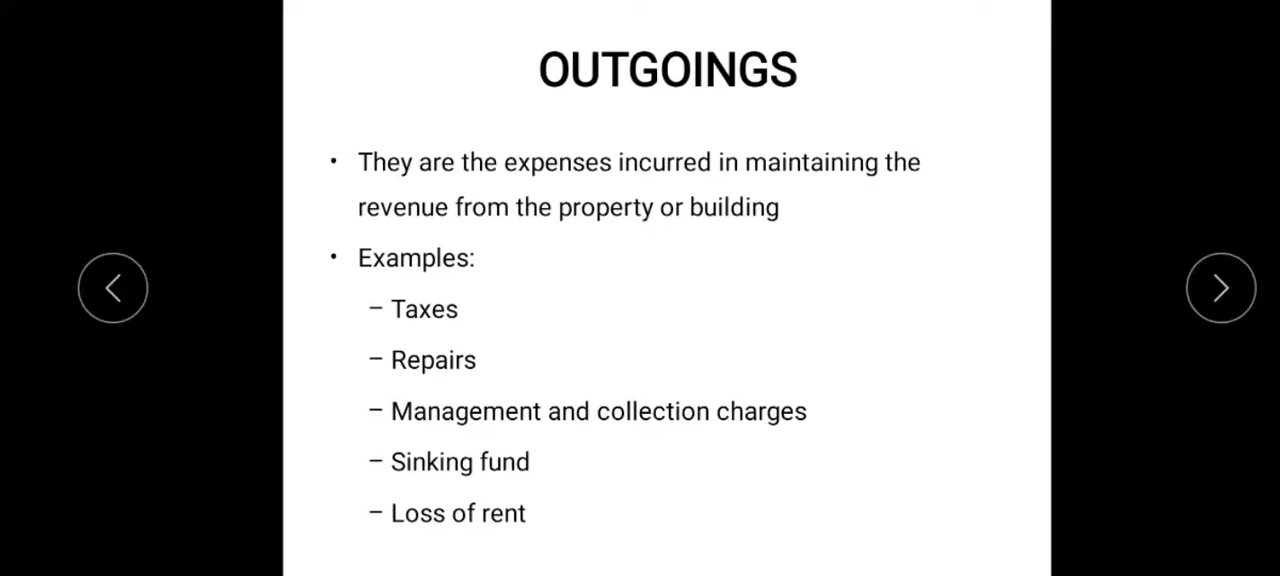 OUTGOINGS
• They are the expenses incurred in maintaining the
revenue from the property or building
• Examples:
– Taxes
– Repairs
– Management and collection charges
– Sinking fund
– Loss of rent